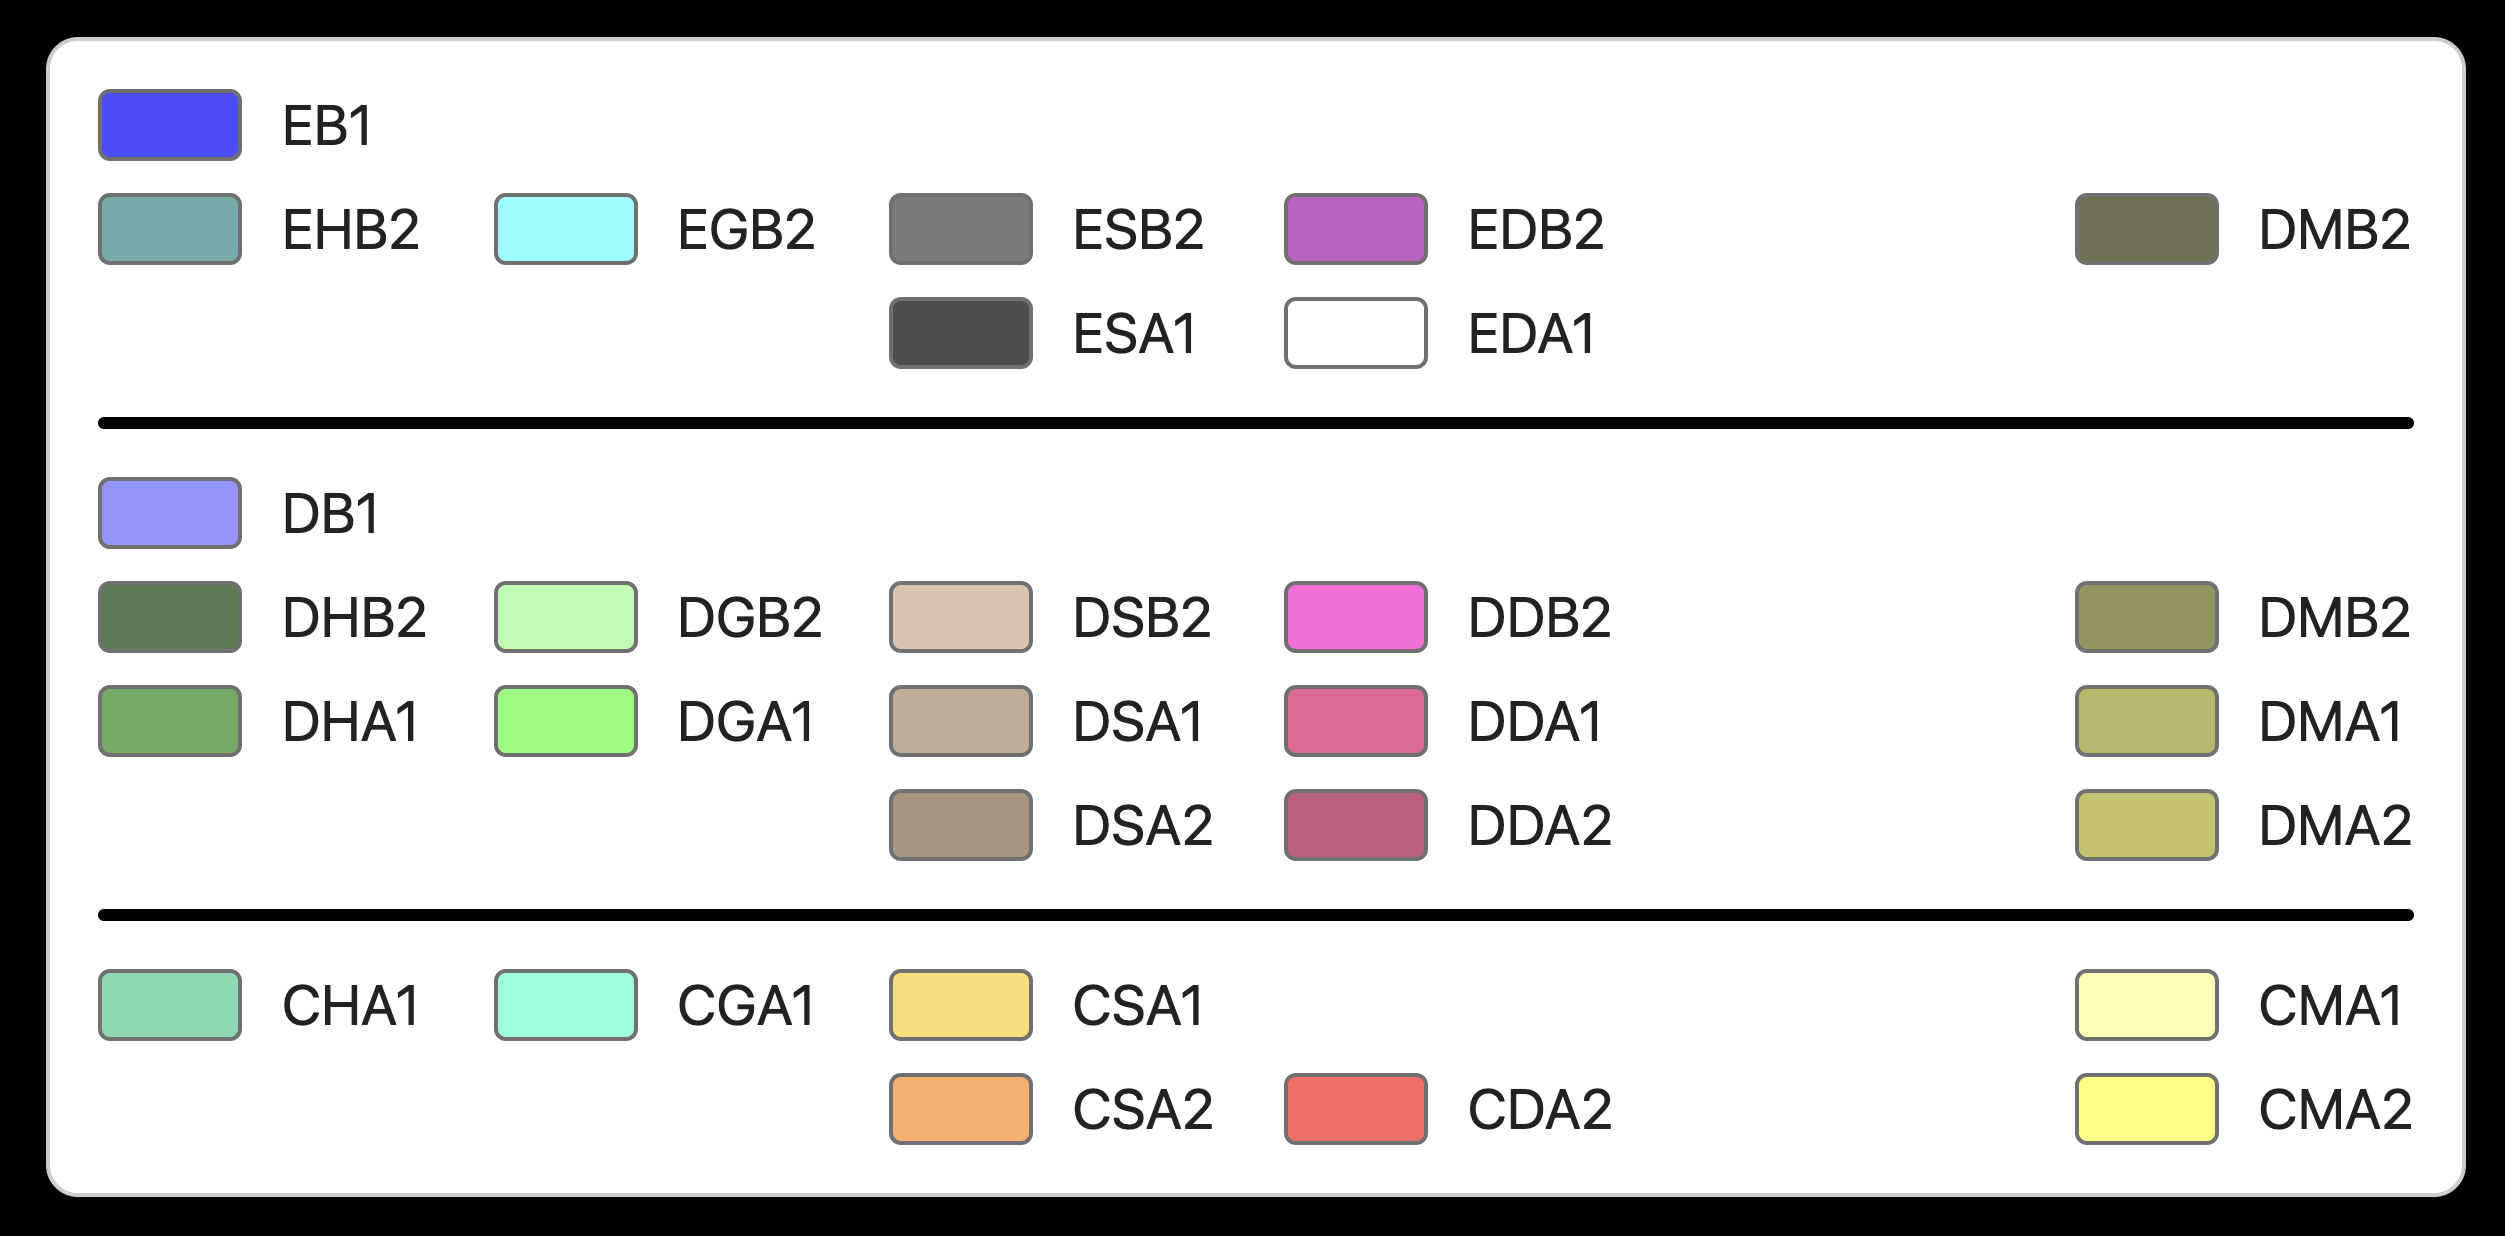 EB1
EHB2 EGB2 ESB2 EDB2 DMB2
ESA1 EDA1
DB1
DHB2 DGB2 DSB2 DDB2 DMB2
DHA1 DGA1 DSA1 DDA1 DMA1
DSA2 DDA2 DMA2
CHA1 CGA1 CSA1 CMA1
CSA2 CDA2 CMA2